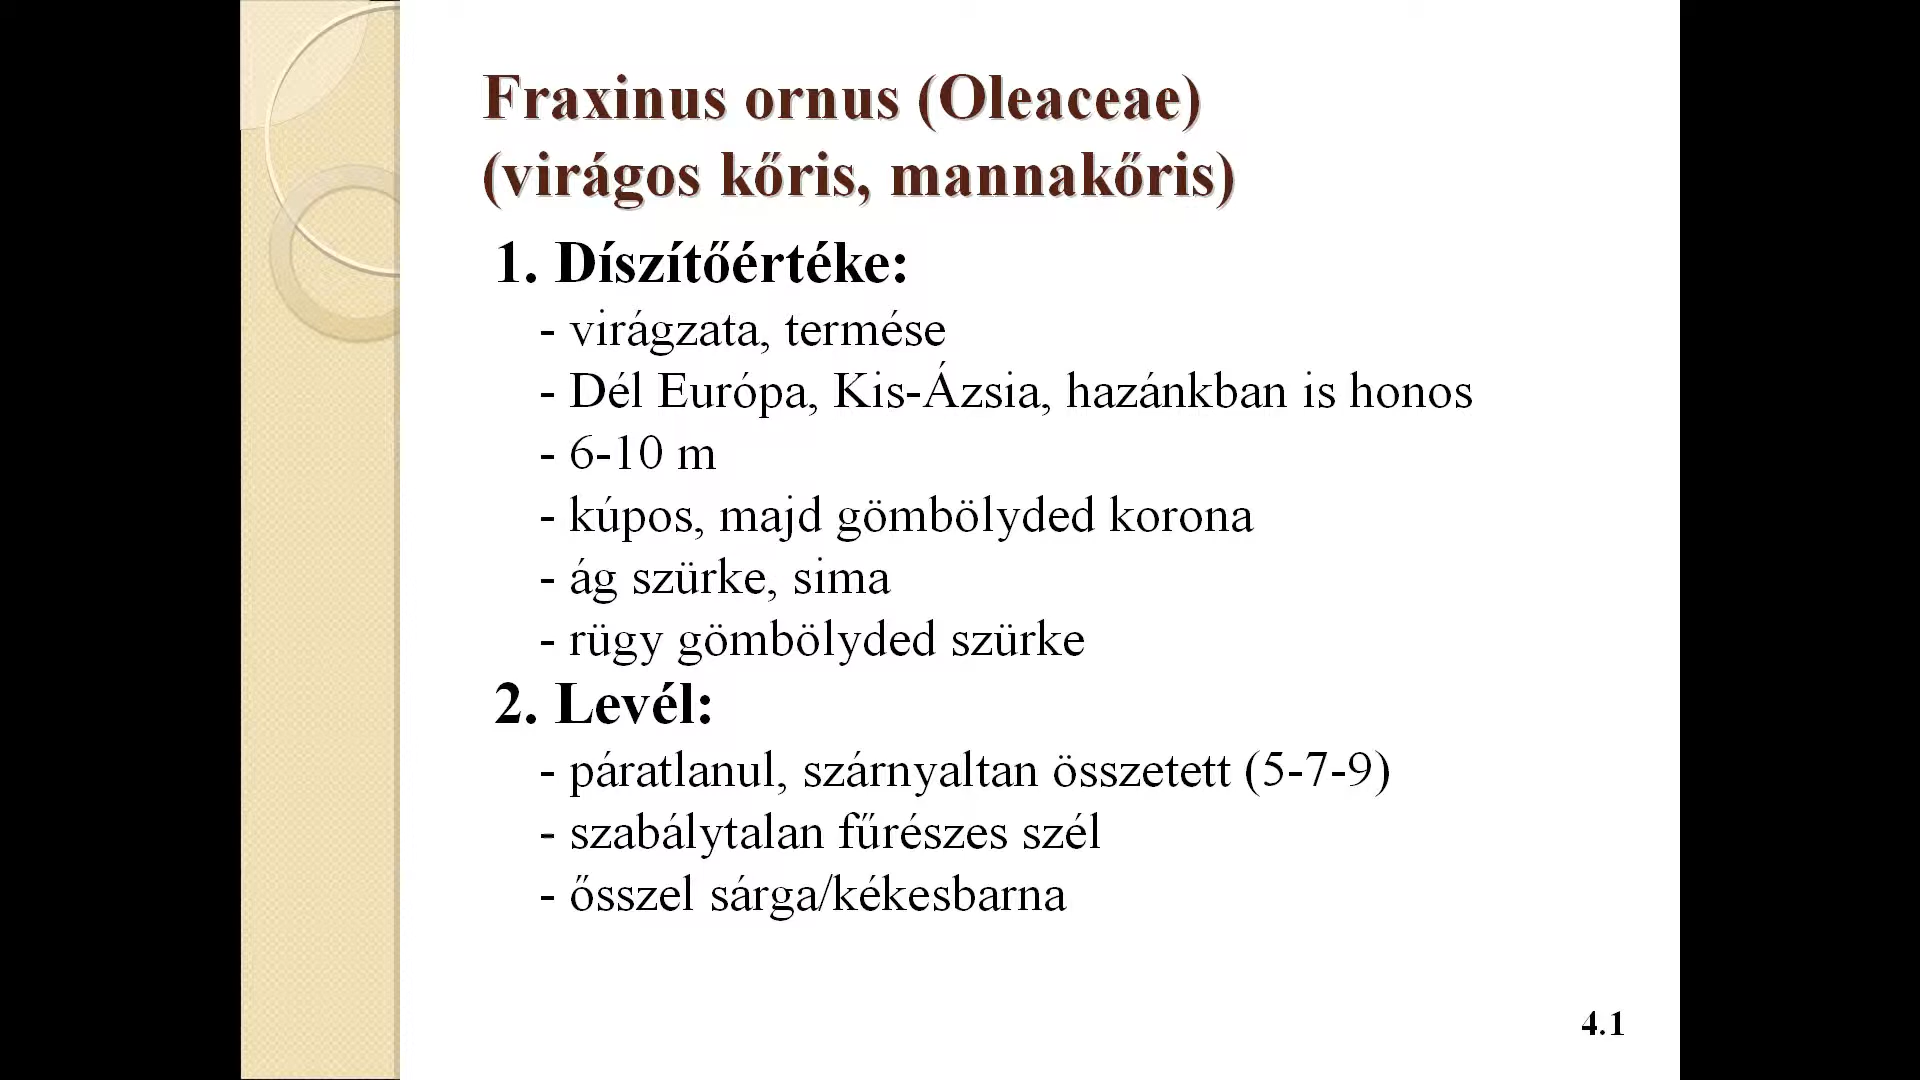 Fraxinus ornus (Oleaceae)
(virágos kőris, mannakőris)
1. Díszítőértéke:
- virágzata, termése
- Dél Európa, Kis-Ázsia, hazánkban is honos
- 6-10 m
- kúpos, majd gömbölyded korona
- ág szürke, sima
- rügy gömbölyded szürke
2. Levél:
- páratlanul, szárnyaltan összetett (5-7-9)
- szabálytalan fűrészes szél
- ősszel sárga/kékesbarna
4.1